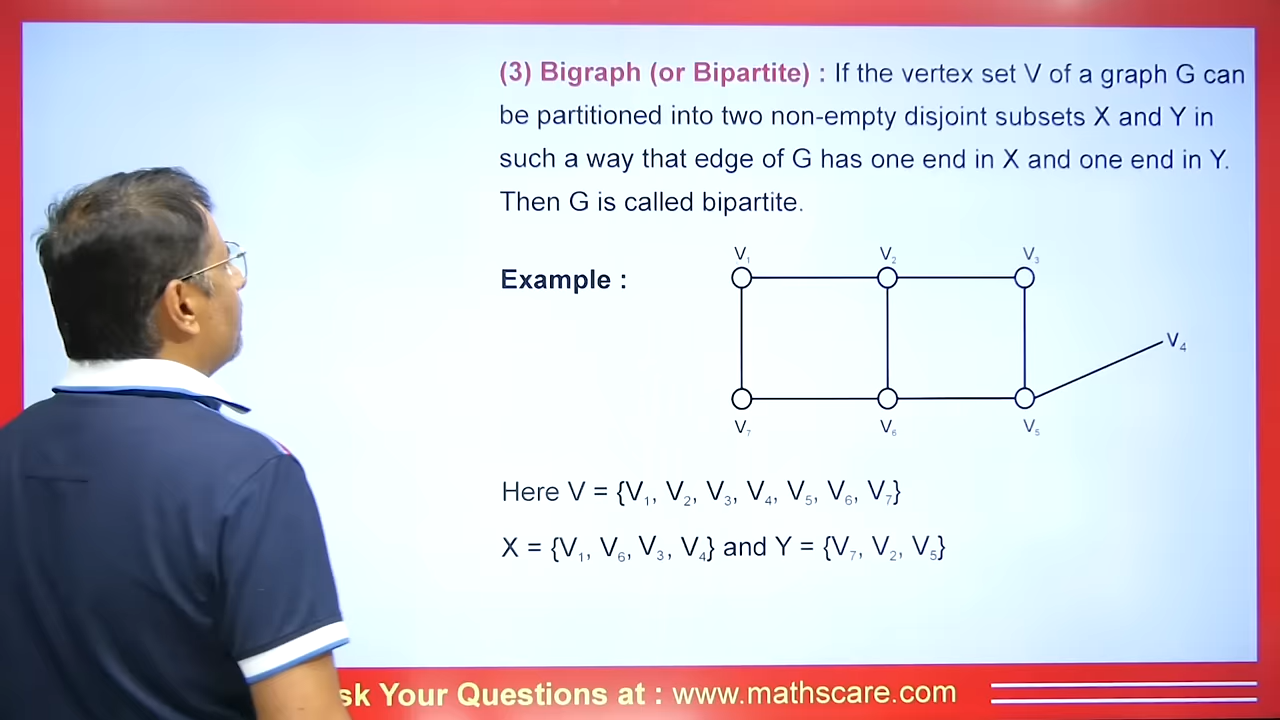 (3) Bigraph (or Bipartite) : If the vertex set V of a graph G can
be partitioned into two non-empty disjoint subsets X and Y in
such a way that edge of G has one end in X and one end in Y.
Then G is called bipartite.
Example :
V₁ V₂ V₃
V₄
V₇ V₆ V₅
Here V = {V₁, V₂, V₃, V₄, V₅, V₆, V₇}
X = {V₁, V₆, V₃, V₄} and Y = {V₇, V₂, V₅}
sk Your Questions at : www.mathscare.com